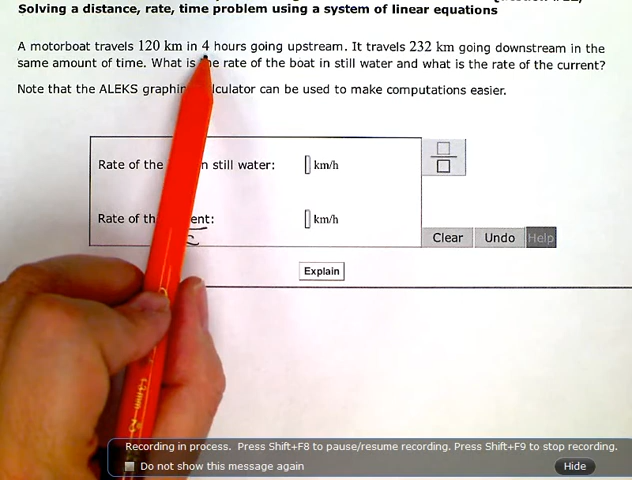 Solving a distance, rate, time problem using a system of linear equations
A motorboat travels 120 km in 4 hours going upstream. It travels 232 km going downstream in the
same amount of time. What is rate of the boat in still water and what is the rate of the current?
Note that the ALEKS can be used to make computations easier.
Rate of the still water: km/h
Rate of km/h
Clear Undo Help
Explain
Recording in process. Press Shift+F8 to pause/resume recording. Press Shift+F9 to stop recording.
Do not show this message again Hide